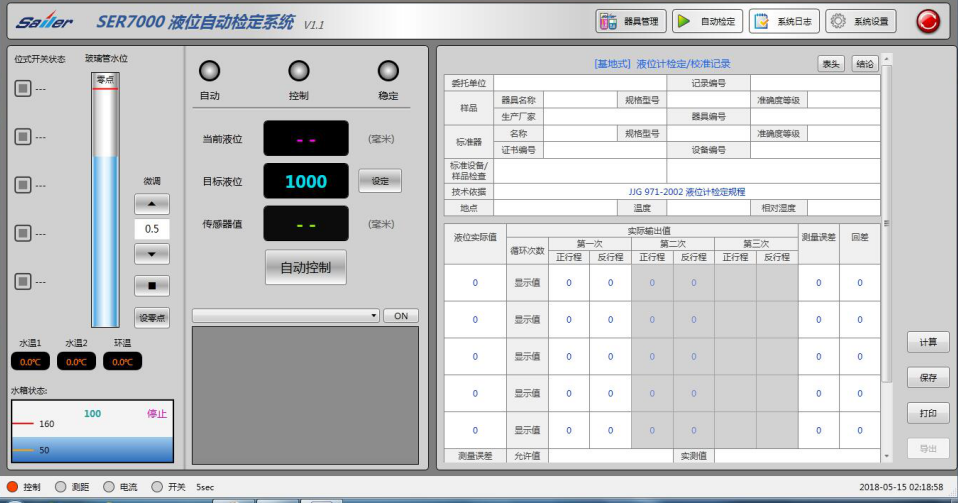 Sailer SER7000 液位自动检定系统 V1.1
器具管理 自动检定 系统日志 系统设置
位式开关状态 玻璃管水位
零点
---
---
---
---
---
微调
0.5
设零点
水温1 水温2 环温
0.0℃ 0.0℃ 0.0℃
水箱状态:
100 停止
160
50
自动 控制 稳定
当前液位 -- (毫米)
目标液位 1000 设定
传感器值 -- (毫米)
自动控制
ON
[基地式] 液位计检定/校准记录 表头 结论
委托单位 记录编号
样品 器具名称 规格型号 准确度等级
生产厂家 器具编号
标准器 名称 规格型号 准确度等级
证书编号 设备编号
标准设备/
样品检查
技术依据 JJG 971-2002 液位计检定规程
地点 温度 相对湿度
液位实际值 实际输出值 测量误差 回差
循环次数 第一次 第二次 第三次
正行程 反行程 正行程 反行程 正行程 反行程
0 显示值 0 0 0 0 0 0
0 显示值 0 0 0 0 0 0
0 显示值 0 0 0 0 0 0
0 显示值 0 0 0 0 0 0
0 显示值 0 0 0 0 0 0
测量误差 允许值 实测值
计算
保存
打印
导出
控制 测距 电流 开关 5sec 2018-05-15 02:18:58